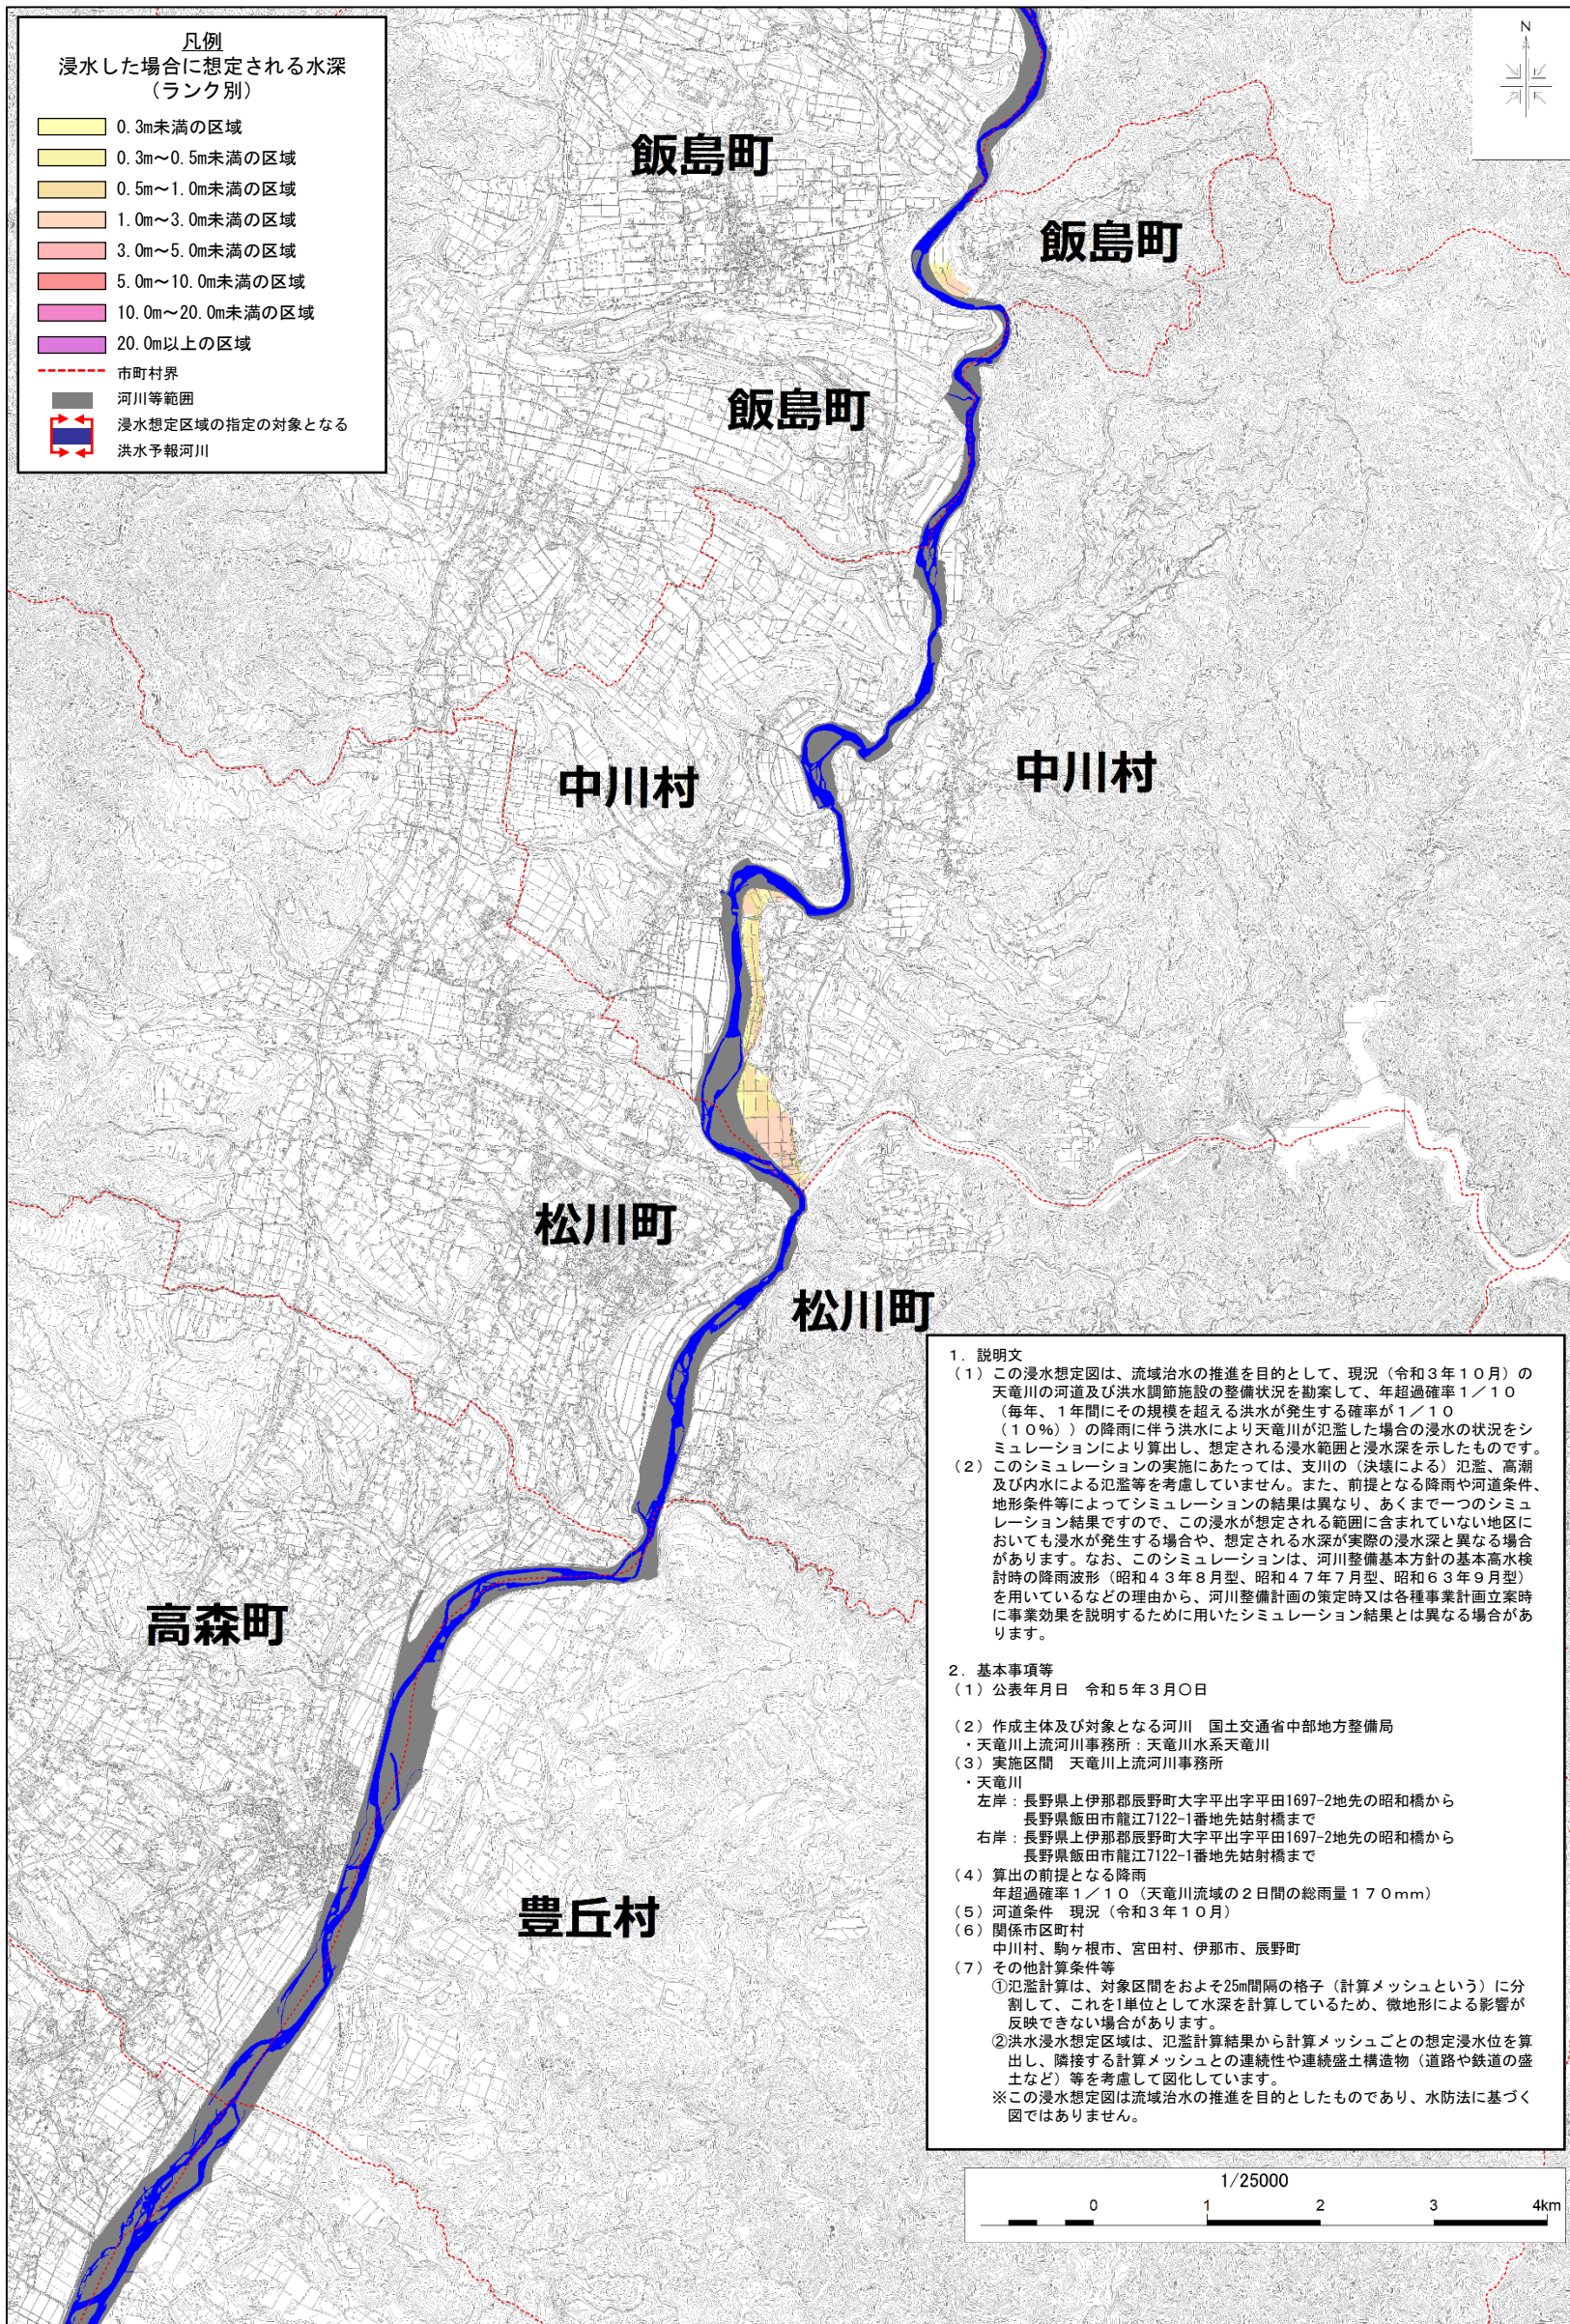 凡例
浸水した場合に想定される水深
（ランク別）
0.3m未満の区域
0.3m～0.5m未満の区域
0.5m～1.0m未満の区域
1.0m～3.0m未満の区域
3.0m～5.0m未満の区域
5.0m～10.0m未満の区域
10.0m～20.0m未満の区域
20.0m以上の区域
市町村界
河川等範囲
浸水想定区域の指定の対象となる
洪水予報河川
N
飯島町
飯島町
飯島町
中川村
中川村
松川町
松川町
高森町
豊丘村
1．説明文
（1）この浸水想定図は、流域治水の推進を目的として、現況（令和3年10月）の
天竜川の河道及び洪水調節施設の整備状況を勘案して、年超過確率1／10
（毎年、1年間にその規模を超える洪水が発生する確率が1／10
（10%））の降雨に伴う洪水により天竜川が氾濫した場合の浸水の状況をシ
ミュレーションにより算出し、想定される浸水範囲と浸水深を示したものです。
（2）このシミュレーションの実施にあたっては、支川の（決壊による）氾濫、高潮
及び内水による氾濫等を考慮していません。また、前提となる降雨や河道条件、
地形条件等によってシミュレーションの結果は異なり、あくまで一つのシミュ
レーション結果ですので、この浸水が想定される範囲に含まれていない地区に
おいても浸水が発生する場合や、想定される水深が実際の浸水深と異なる場合
があります。なお、このシミュレーションは、河川整備基本方針の基本高水検
討時の降雨波形（昭和43年8月型、昭和47年7月型、昭和63年9月型）
を用いているなどの理由から、河川整備計画の策定時又は各種事業計画立案時
に事業効果を説明するために用いたシミュレーション結果とは異なる場合があ
ります。
2．基本事項等
（1）公表年月日　令和5年3月〇日
（2）作成主体及び対象となる河川　国土交通省中部地方整備局
・天竜川上流河川事務所：天竜川水系天竜川
（3）実施区間　天竜川上流河川事務所
・天竜川
左岸：長野県上伊那郡辰野町大字平出字平田1697-2地先の昭和橋から
長野県飯田市龍江7122-1番地先姑射橋まで
右岸：長野県上伊那郡辰野町大字平出字平田1697-2地先の昭和橋から
長野県飯田市龍江7122-1番地先姑射橋まで
（4）算出の前提となる降雨
年超過確率1／10（天竜川流域の2日間の総雨量170mm）
（5）河道条件　現況（令和3年10月）
（6）関係市区町村
中川村、駒ヶ根市、宮田村、伊那市、辰野町
（7）その他計算条件等
①氾濫計算は、対象区間をおよそ25m間隔の格子（計算メッシュという）に分
割して、これを1単位として水深を計算しているため、微地形による影響が
反映できない場合があります。
②洪水浸水想定区域は、氾濫計算結果から計算メッシュごとの想定浸水位を算
出し、隣接する計算メッシュとの連続性や連続盛土構造物（道路や鉄道の盛
土など）等を考慮して図化しています。
※この浸水想定図は流域治水の推進を目的としたものであり、水防法に基づく
図ではありません。
1/25000
0 1 2 3 4km